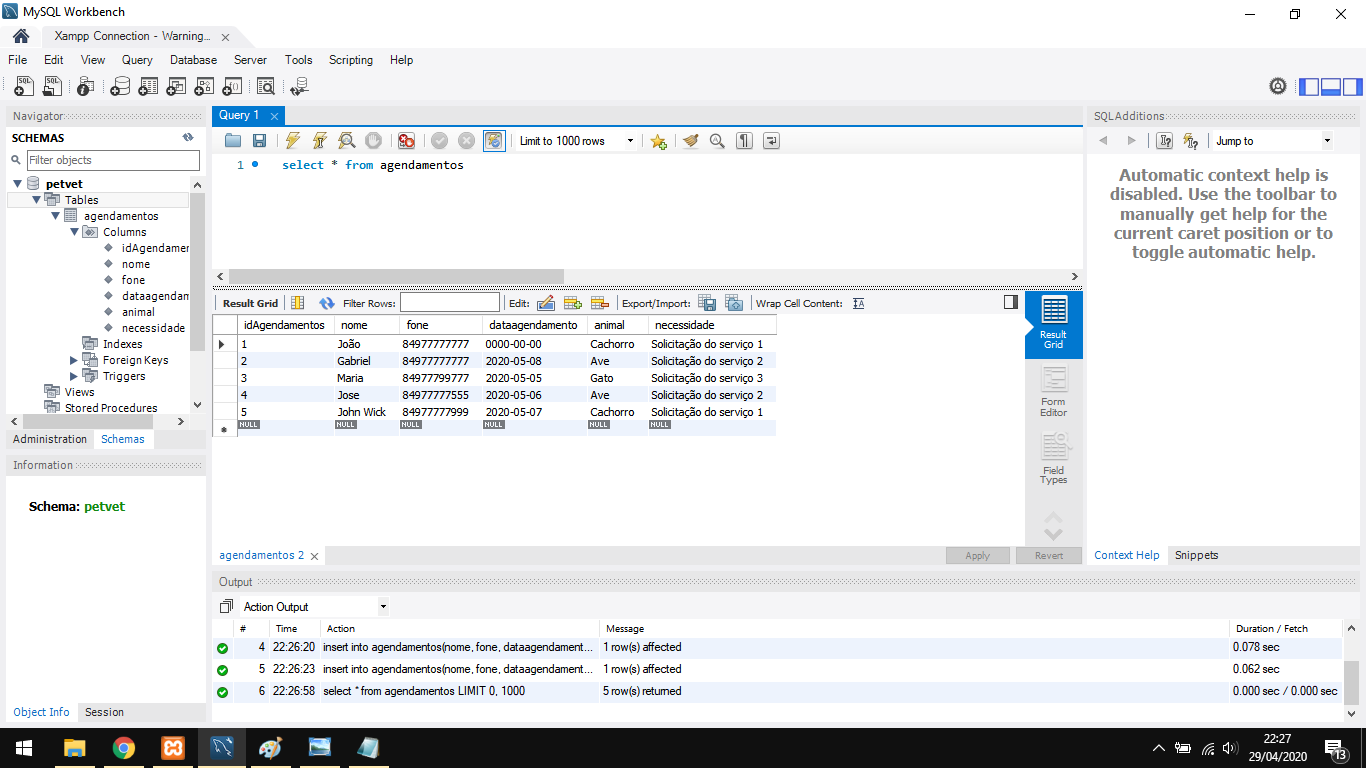 MySQL Workbench
Xampp Connection - Warning...
File Edit View Query Database Server Tools Scripting Help
Navigator
SCHEMAS
Filter objects
petvet
Tables
agendamentos
Columns
idAgendamer
nome
fone
dataagendam
animal
necessidade
Indexes
Foreign Keys
Triggers
Views
Stored Procedures
Administration Schemas
Information
Schema: petvet
Object Info Session
Query 1
Limit to 1000 rows
1 select * from agendamentos
Result Grid Filter Rows: Edit: Export/Import: Wrap Cell Content:
idAgendamentos nome fone dataagendamento animal necessidade
1 João 84977777777 0000-00-00 Cachorro Solicitação do serviço 1
2 Gabriel 84977777777 2020-05-08 Ave Solicitação do serviço 2
3 Maria 84977799777 2020-05-05 Gato Solicitação do serviço 3
4 Jose 84977777555 2020-05-06 Ave Solicitação do serviço 2
5 John Wick 84977777999 2020-05-07 Cachorro Solicitação do serviço 1
NULL NULL NULL NULL NULL NULL
Result
Grid
Form
Editor
Field
Types
agendamentos 2
Apply Revert
SQLAdditions
Jump to
Automatic context help is
disabled. Use the toolbar to
manually get help for the
current caret position or to
toggle automatic help.
Context Help Snippets
Output
Action Output
# Time Action Message Duration / Fetch
4 22:26:20 insert into agendamentos(nome, fone, dataagendament... 1 row(s) affected 0.078 sec
5 22:26:23 insert into agendamentos(nome, fone, dataagendament... 1 row(s) affected 0.062 sec
6 22:26:58 select * from agendamentos LIMIT 0, 1000 5 row(s) returned 0.000 sec / 0.000 sec
22:27
29/04/2020
13